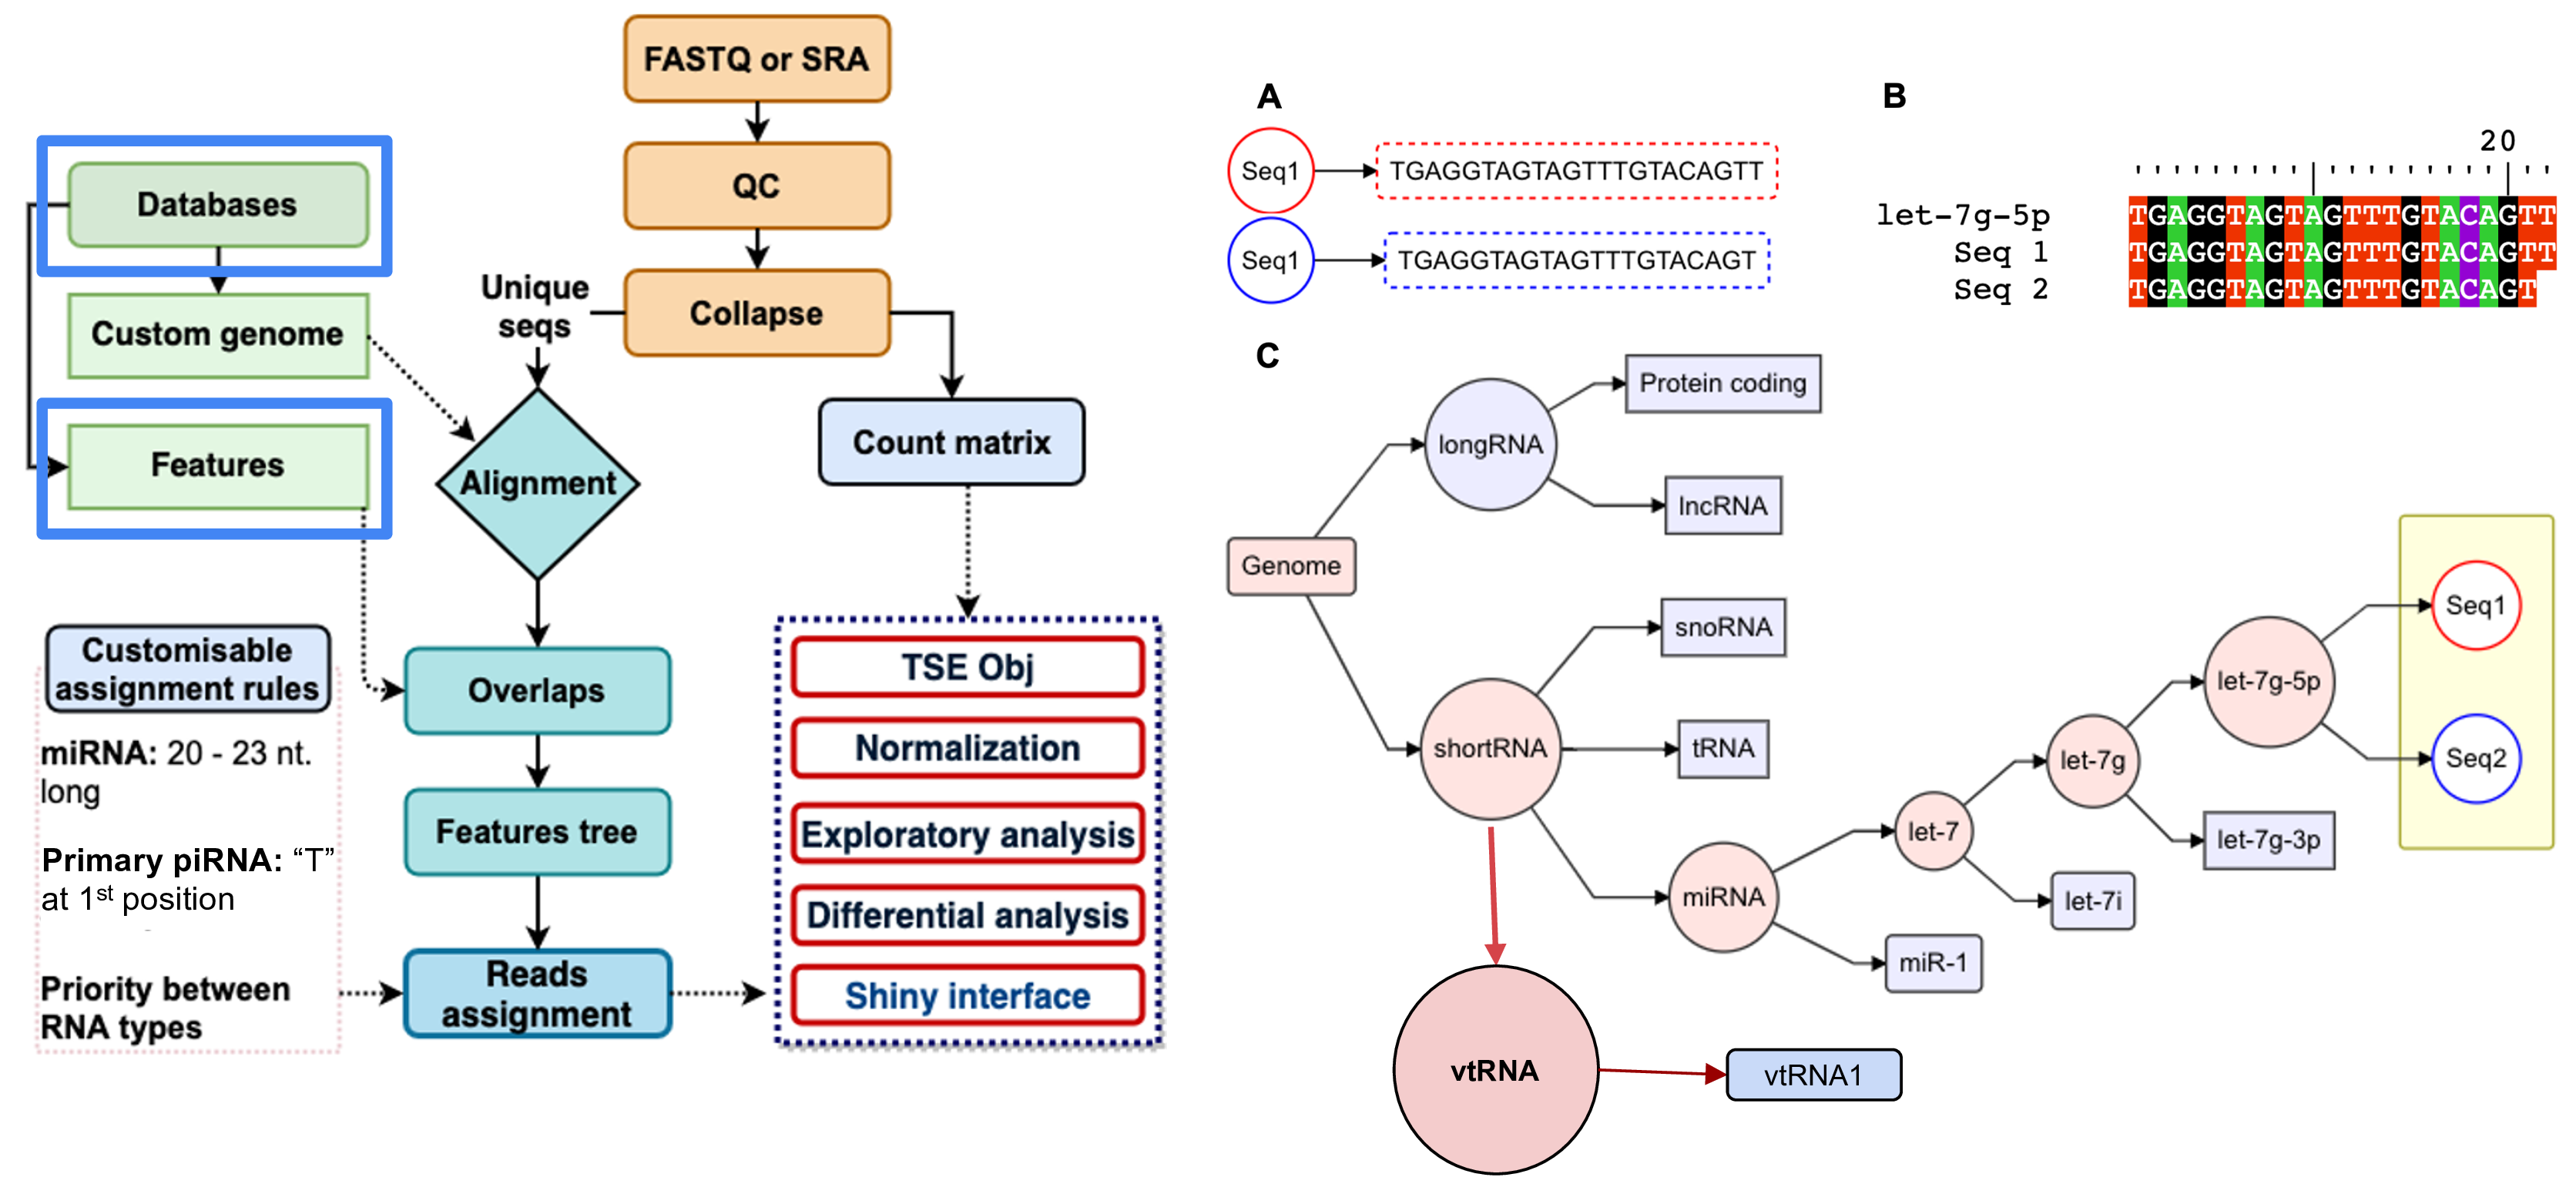 FASTQ or SRA
QC
Collapse
Unique
seqs
Databases
Custom genome
Features
Alignment
Count matrix
Customisable
assignment rules
miRNA: 20 - 23 nt.
long
Primary piRNA: “T”
at 1st position
Priority between
RNA types
Overlaps
Features tree
Reads
assignment
TSE Obj
Normalization
Exploratory analysis
Differential analysis
Shiny interface
A
Seq1
TGAGGTAGTAGTTTGTACAGTT
Seq1
TGAGGTAGTAGTTTGTACAGT
B
20
let-7g-5p TGAGGTAGTAGTTTGTACAGTT
Seq 1 TGAGGTAGTAGTTTGTACAGTT
Seq 2 TGAGGTAGTAGTTTGTACAGT
C
Genome
longRNA
Protein coding
lncRNA
shortRNA
snoRNA
tRNA
miRNA
let-7
miR-1
let-7g
let-7i
let-7g-5p
let-7g-3p
Seq1
Seq2
vtRNA
vtRNA1